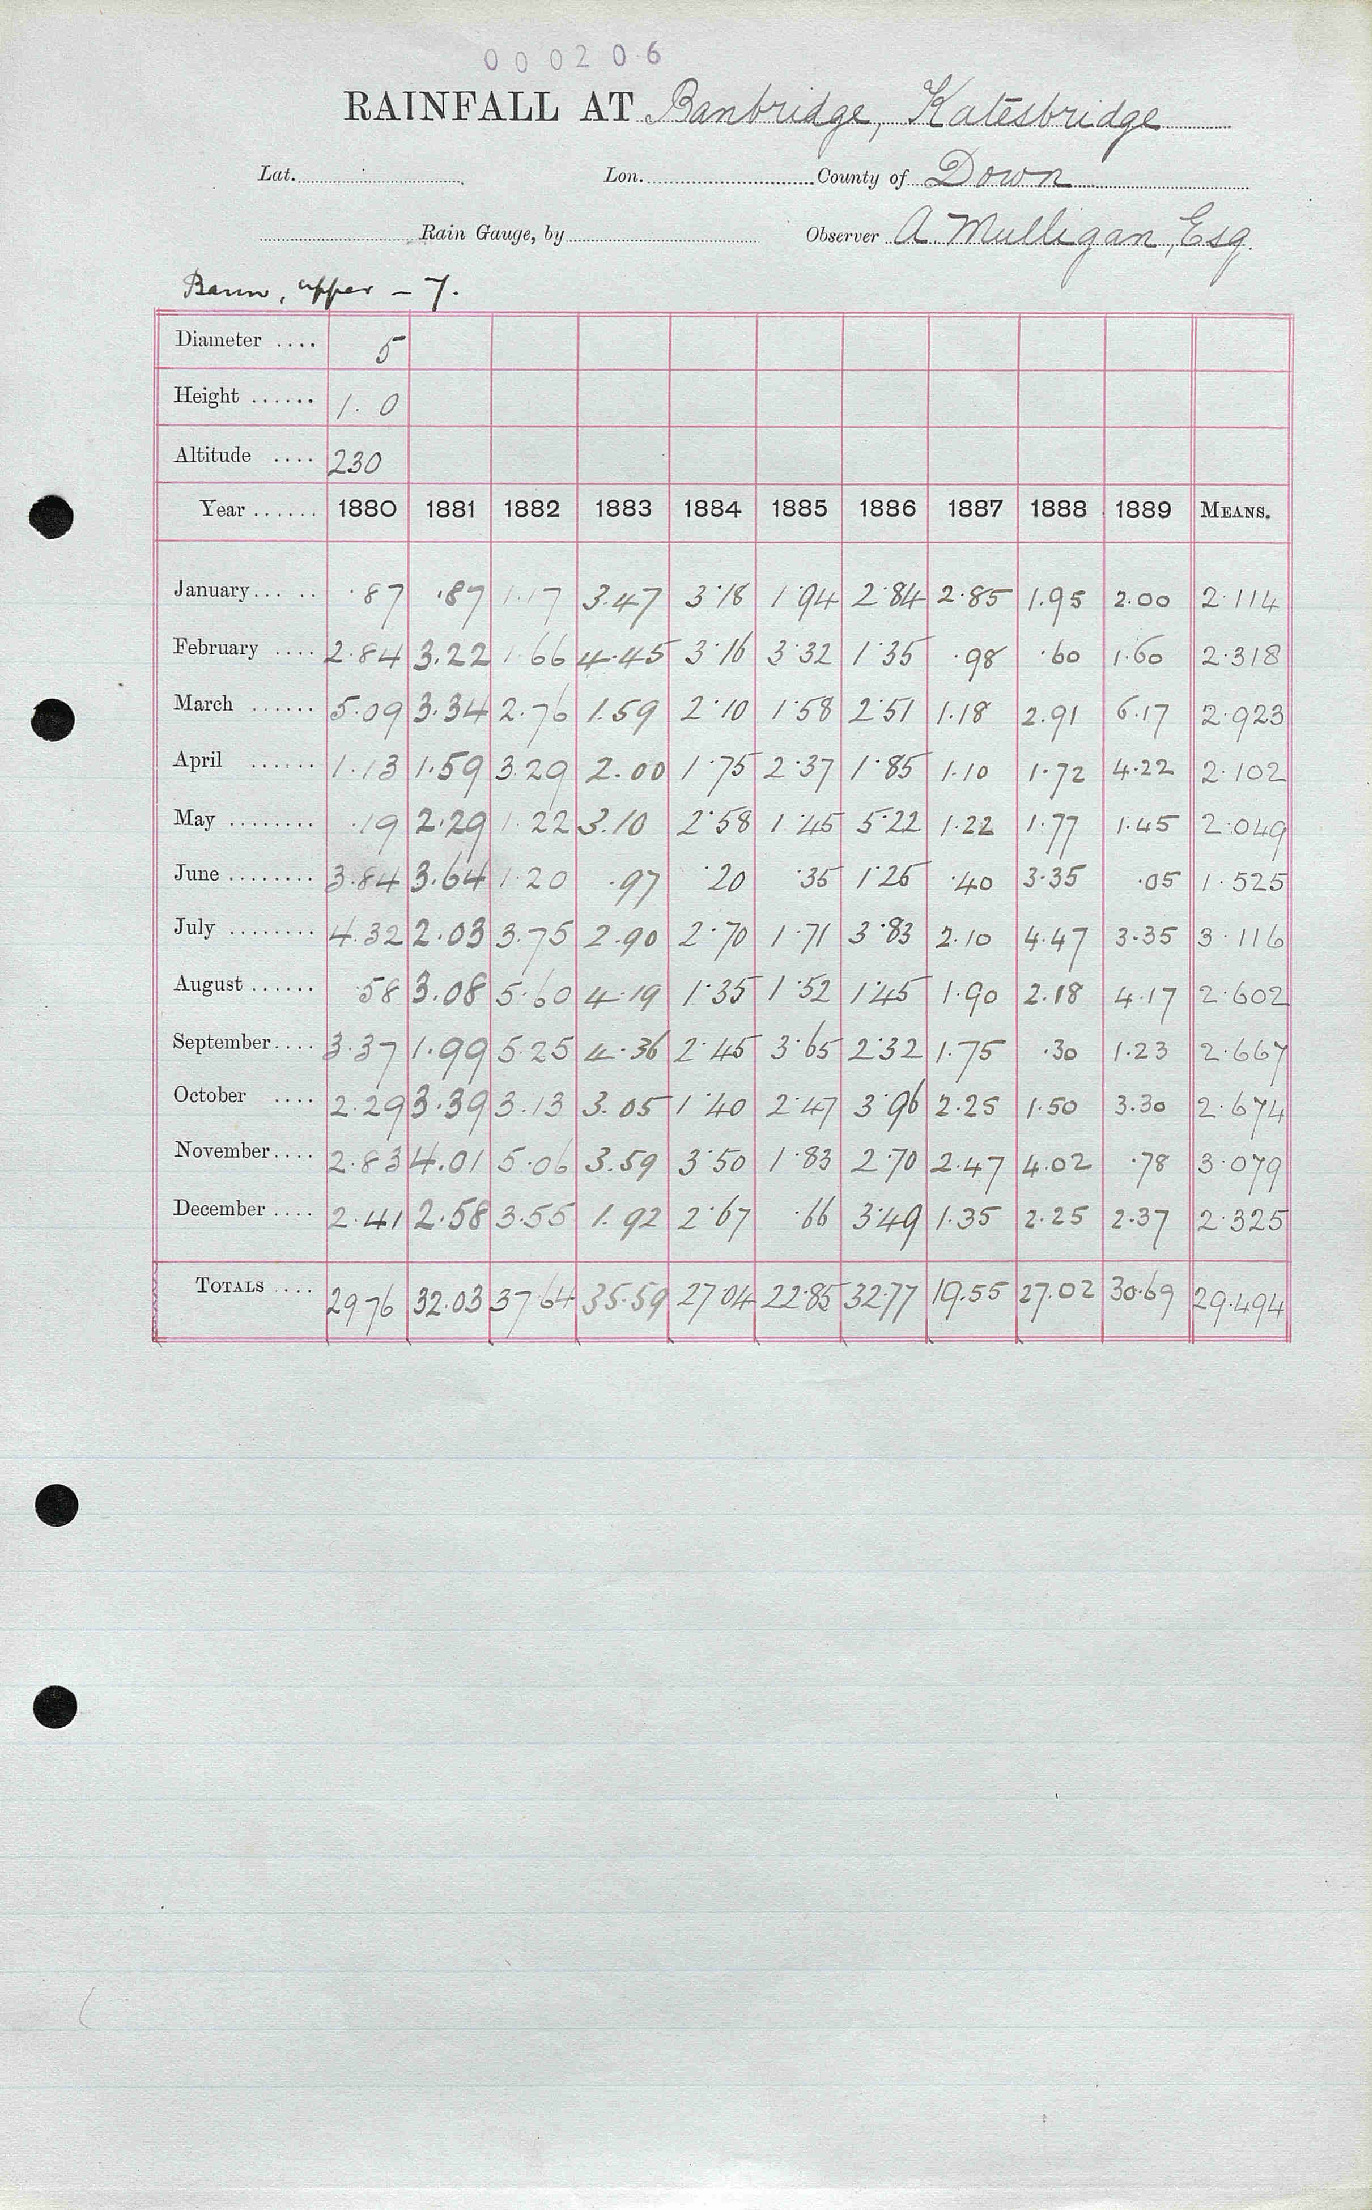 000206
RAINFALL AT Banbridge, Katesbridge
Lat. Lon. County of Down
Rain Gauge, by Observer A. Mulligan, Esq.
Bann, upper – 7.
Diameter .... 5
Height ...... 1.0
Altitude .... 230
Year ...... 1880 1881 1882 1883 1884 1885 1886 1887 1888 1889 MEANS.
January... .. .87 .87 1.17 3.47 3.18 1.94 2.84 2.85 1.95 2.00 2.114
February .... 2.84 3.22 1.66 4.45 3.16 3.32 1.35 .98 .60 1.60 2.318
March ...... 5.09 3.34 2.76 1.59 2.10 1.58 2.51 1.18 2.91 6.17 2.923
April ...... 1.13 1.59 3.29 2.00 1.75 2.37 1.85 1.10 1.72 4.22 2.102
May ........ .19 2.29 1.22 3.10 2.58 1.45 5.22 1.22 1.77 1.45 2.049
June ........ 3.84 3.64 1.20 .97 .20 .35 1.25 .40 3.35 .05 1.525
July ........ 4.32 2.03 3.75 2.90 2.70 1.71 3.83 2.10 4.47 3.35 3.116
August ...... .58 3.08 5.60 4.19 1.35 1.52 1.45 1.90 2.18 4.17 2.602
September.... 3.37 1.99 5.25 4.36 2.45 3.65 2.32 1.75 .30 1.23 2.667
October .... 2.29 3.39 3.13 3.05 1.40 2.47 3.96 2.25 1.50 3.30 2.674
November.... 2.83 4.01 5.06 3.59 3.50 1.83 2.70 2.47 4.02 .78 3.079
December .... 2.41 2.58 3.55 1.92 2.67 .66 3.49 1.35 2.25 2.37 2.325
TOTALS .... 29.76 32.03 37.64 35.59 27.04 22.85 32.77 19.55 27.02 30.69 29.494